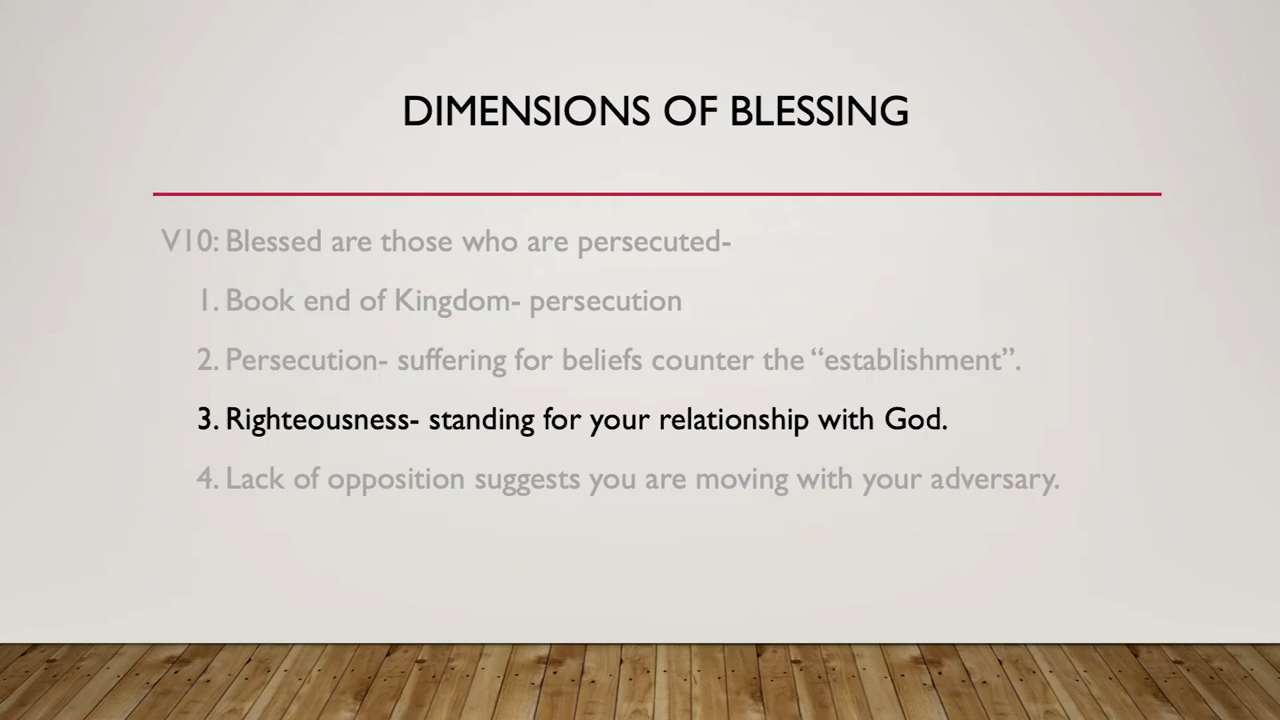 DIMENSIONS OF BLESSING
V10: Blessed are those who are persecuted-
1. Book end of Kingdom- persecution
2. Persecution- suffering for beliefs counter the “establishment”.
3. Righteousness- standing for your relationship with God.
4. Lack of opposition suggests you are moving with your adversary.